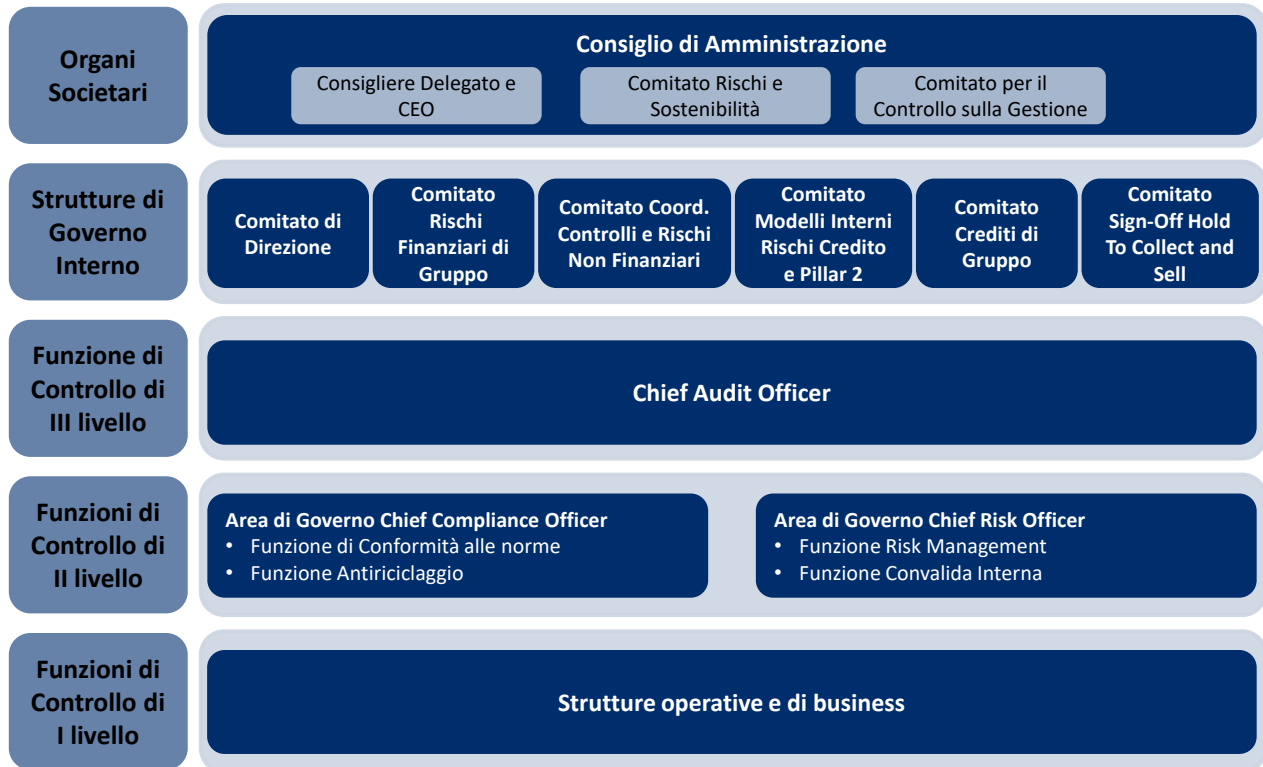 Organi
Societari
Consiglio di Amministrazione
Consigliere Delegato e
CEO
Comitato Rischi e
Sostenibilità
Comitato per il
Controllo sulla Gestione
Strutture di
Governo
Interno
Comitato di
Direzione
Comitato
Rischi
Finanziari di
Gruppo
Comitato Coord.
Controlli e Rischi
Non Finanziari
Comitato
Modelli Interni
Rischi Credito
e Pillar 2
Comitato
Crediti di
Gruppo
Comitato
Sign-Off Hold
To Collect and
Sell
Funzione di
Controllo di
III livello
Chief Audit Officer
Funzioni di
Controllo di
II livello
Area di Governo Chief Compliance Officer
• Funzione di Conformità alle norme
• Funzione Antiriciclaggio
Area di Governo Chief Risk Officer
• Funzione Risk Management
• Funzione Convalida Interna
Funzioni di
Controllo di
I livello
Strutture operative e di business